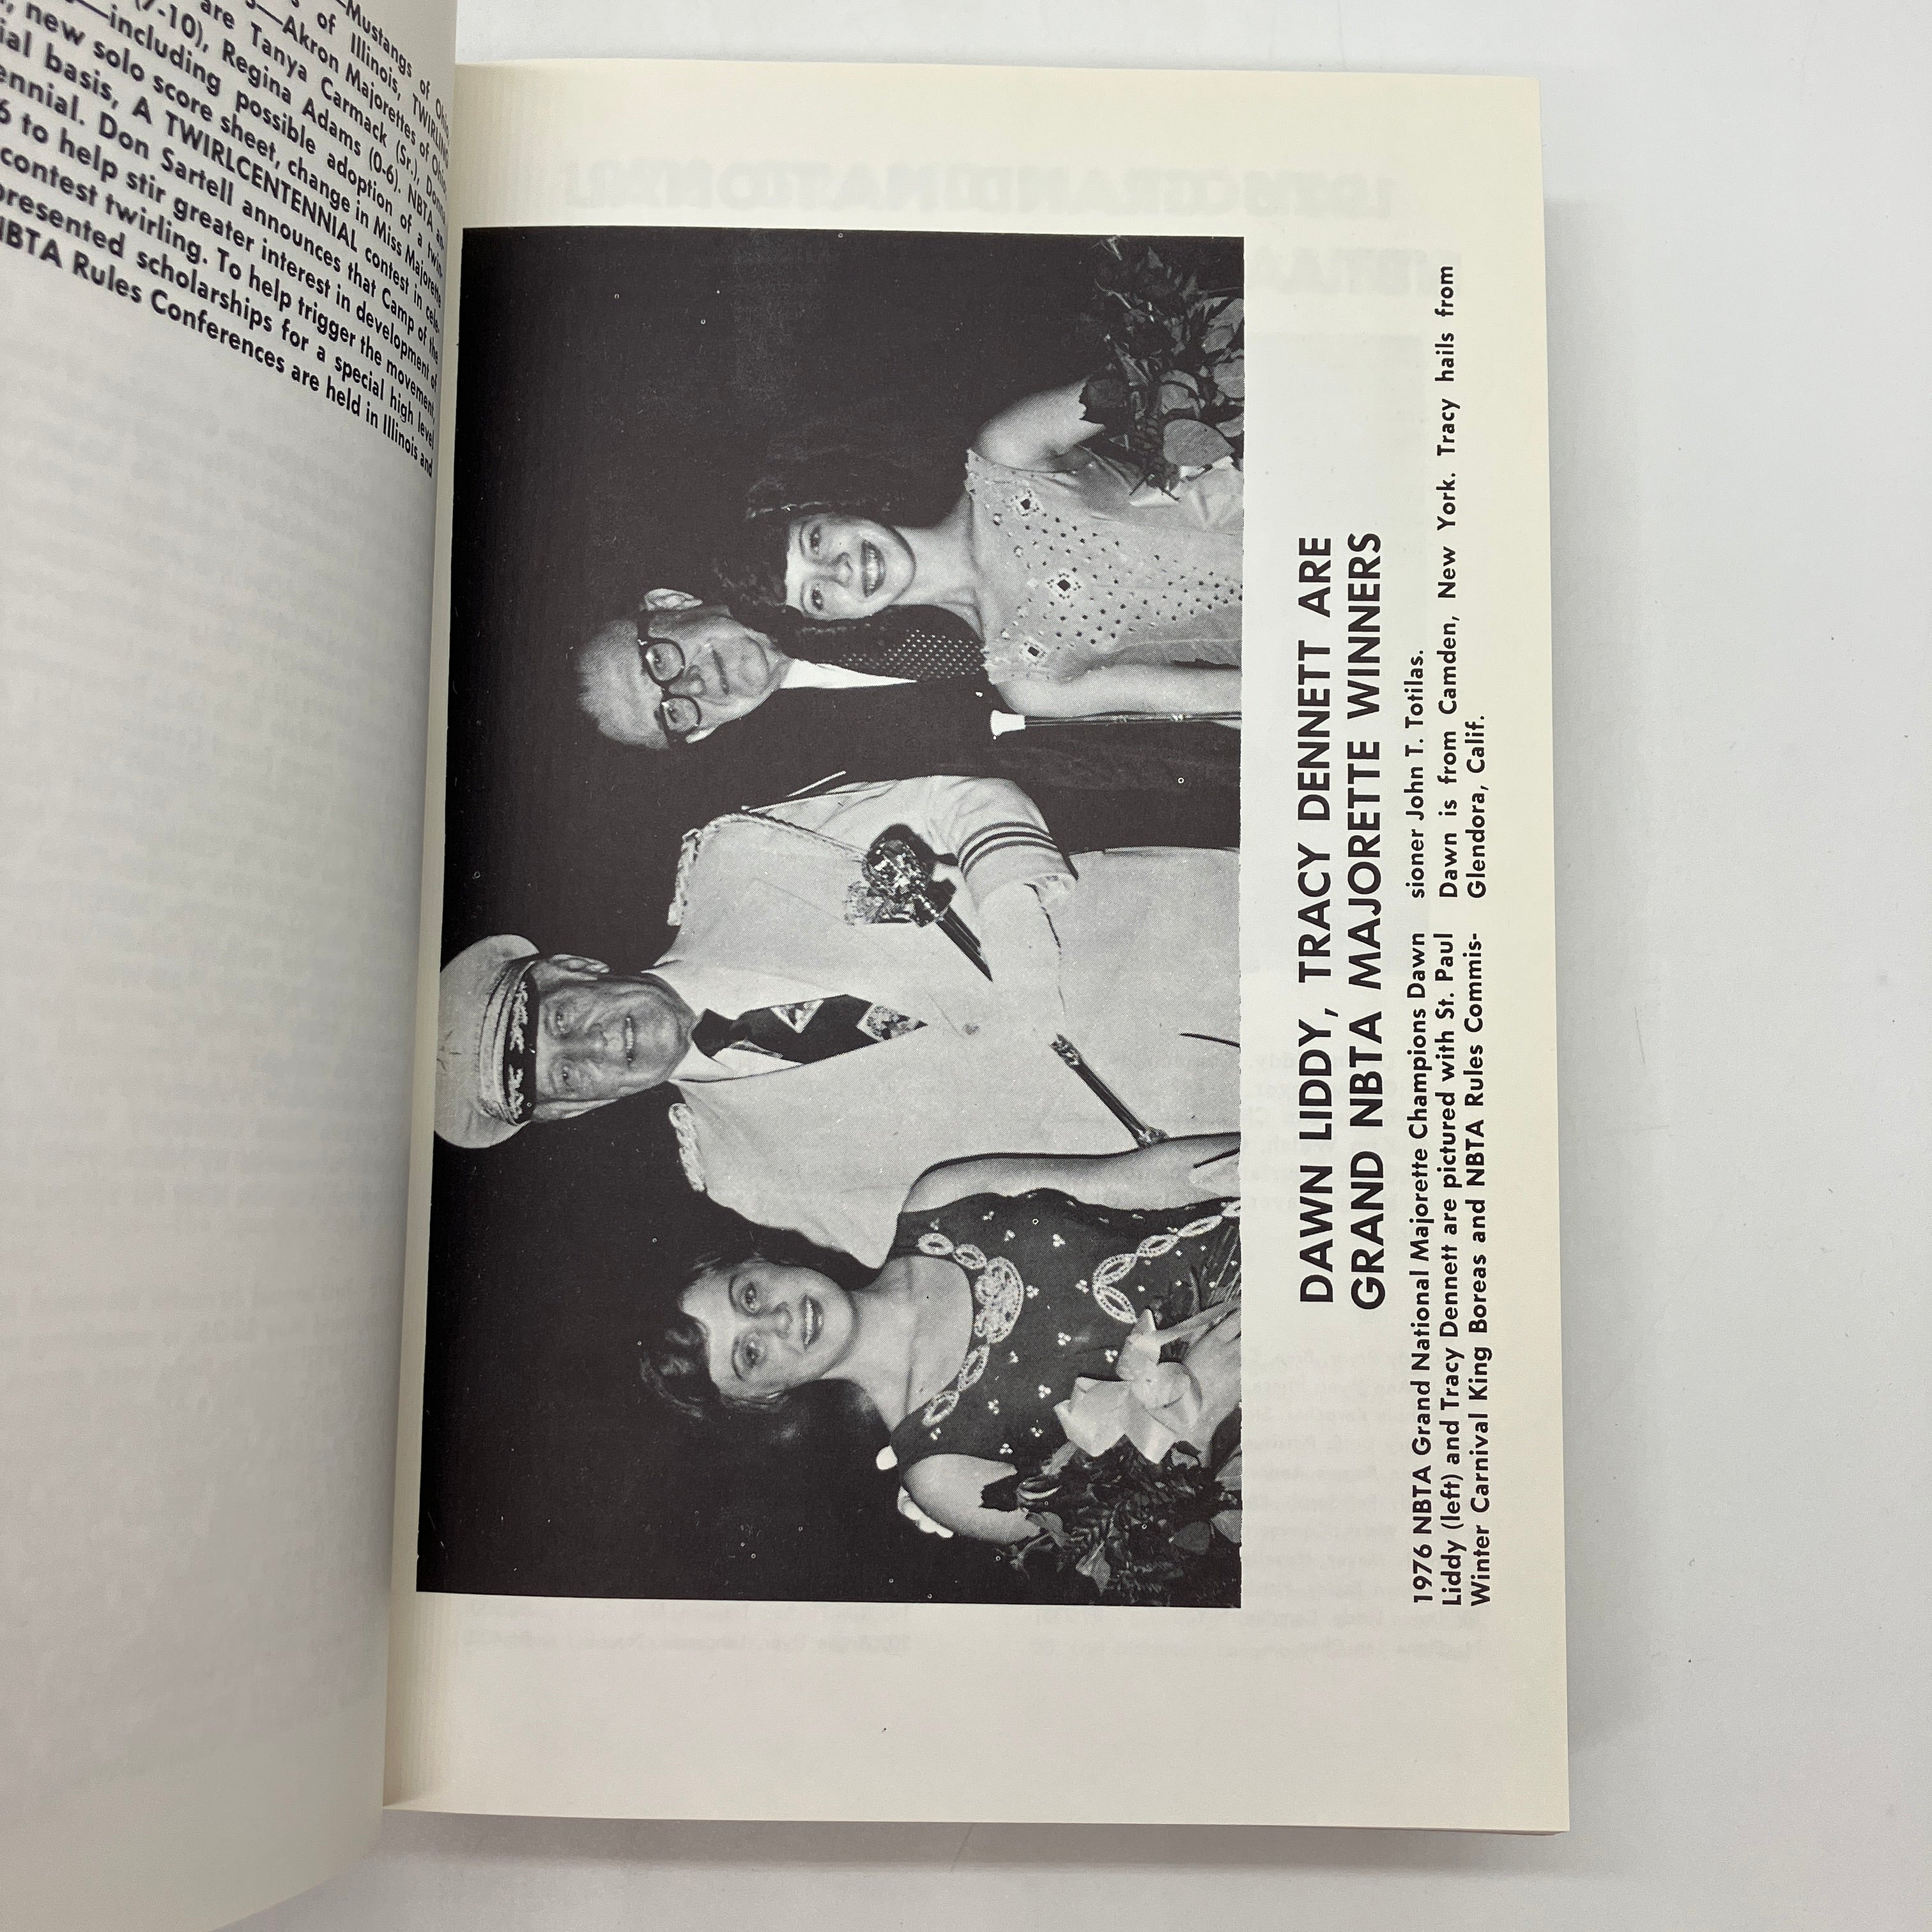 —Mustangs of Ohio,
of Illinois, TWIRLING
—Akron Majorettes of Ohio.
are Tanya Carmack (Sr.), Donna
(7-10), Regina Adams (0-6). NBTA
new solo score sheet, change in Miss Majorette
—including possible adoption of a twirl-
ial basis, A TWIRLCENTENNIAL contest in cele-
ennial. Don Sartell announces that Camp of the
6 to help stir greater interest in development of
contest twirling. To help trigger the movement,
presented scholarships for a special high level
NBTA Rules Conferences are held in Illinois and
DAWN LIDDY, TRACY DENNETT ARE
GRAND NBTA MAJORETTE WINNERS
1976 NBTA Grand National Majorette Champions Dawn
Liddy (left) and Tracy Dennett are pictured with St. Paul
Winter Carnival King Boreas and NBTA Rules Commis-
sioner John T. Totilas.
Dawn is from Camden, New York. Tracy hails from
Glendora, Calif.